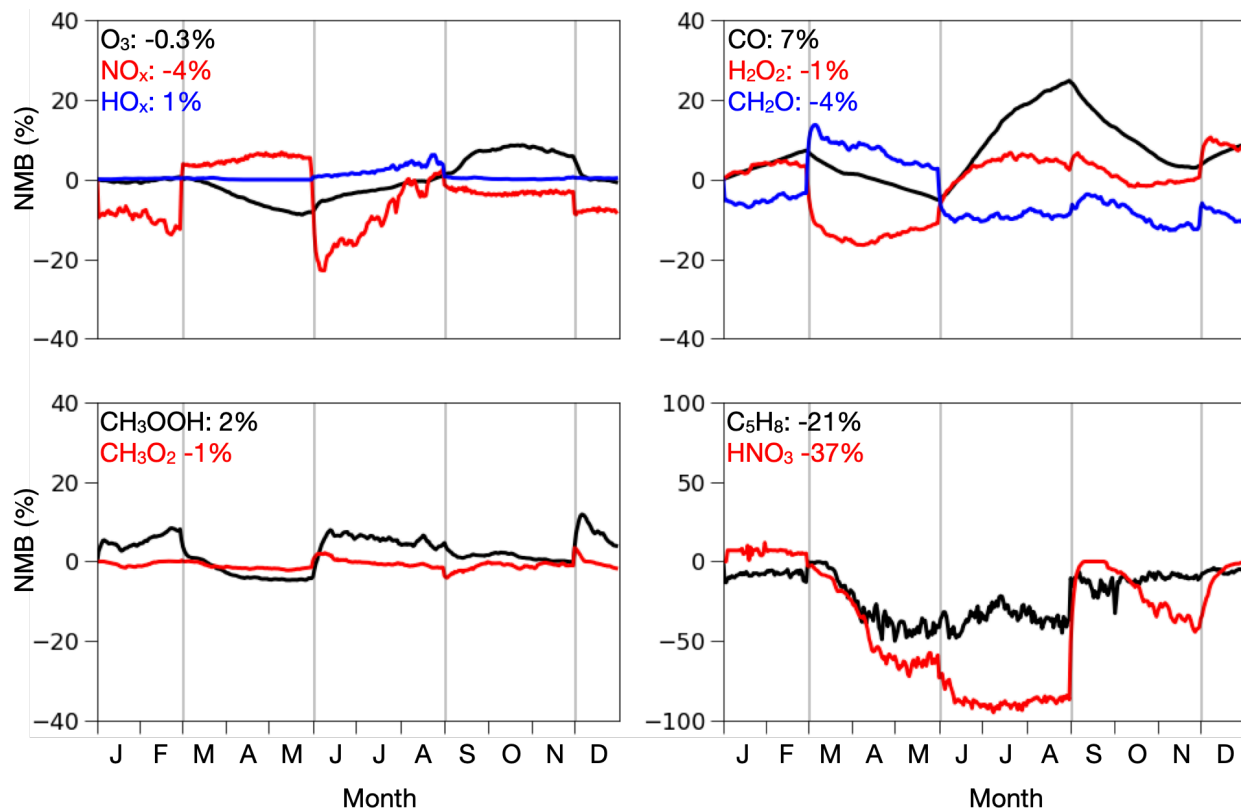 NMB (%)
40
20
0
−20
−40
O₃: -0.3%
NOₓ: -4%
HOₓ: 1%
40
20
0
−20
−40
CO: 7%
H₂O₂: -1%
CH₂O: -4%
NMB (%)
40
20
0
−20
−40
CH₃OOH: 2%
CH₃O₂ -1%
J F M A M J J A S O N D
Month
100
50
0
−50
−100
C₅H₈: -21%
HNO₃ -37%
J F M A M J J A S O N D
Month